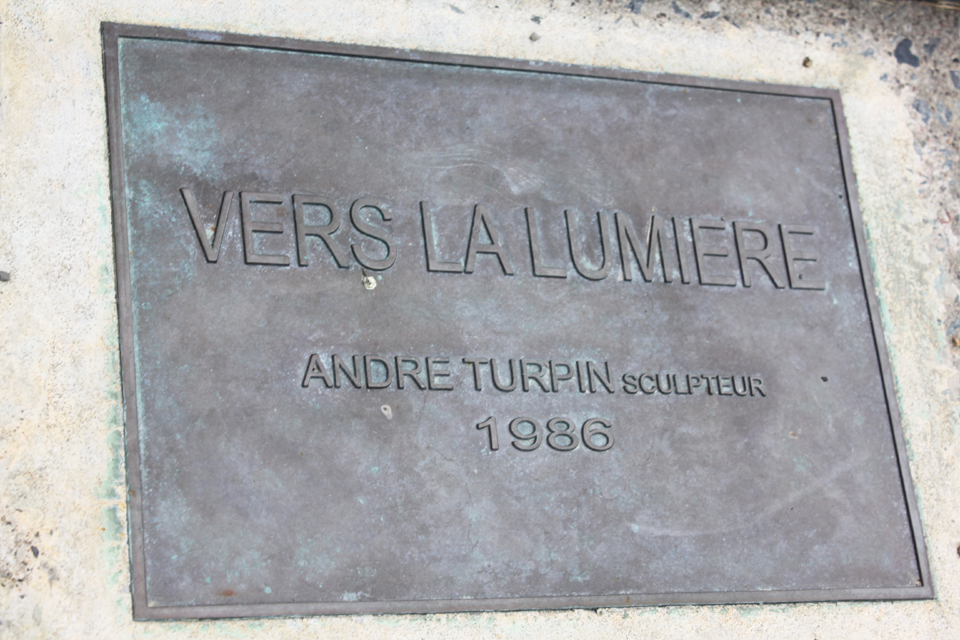 VERS LA LUMIERE
ANDRE TURPIN SCULPTEUR
1986